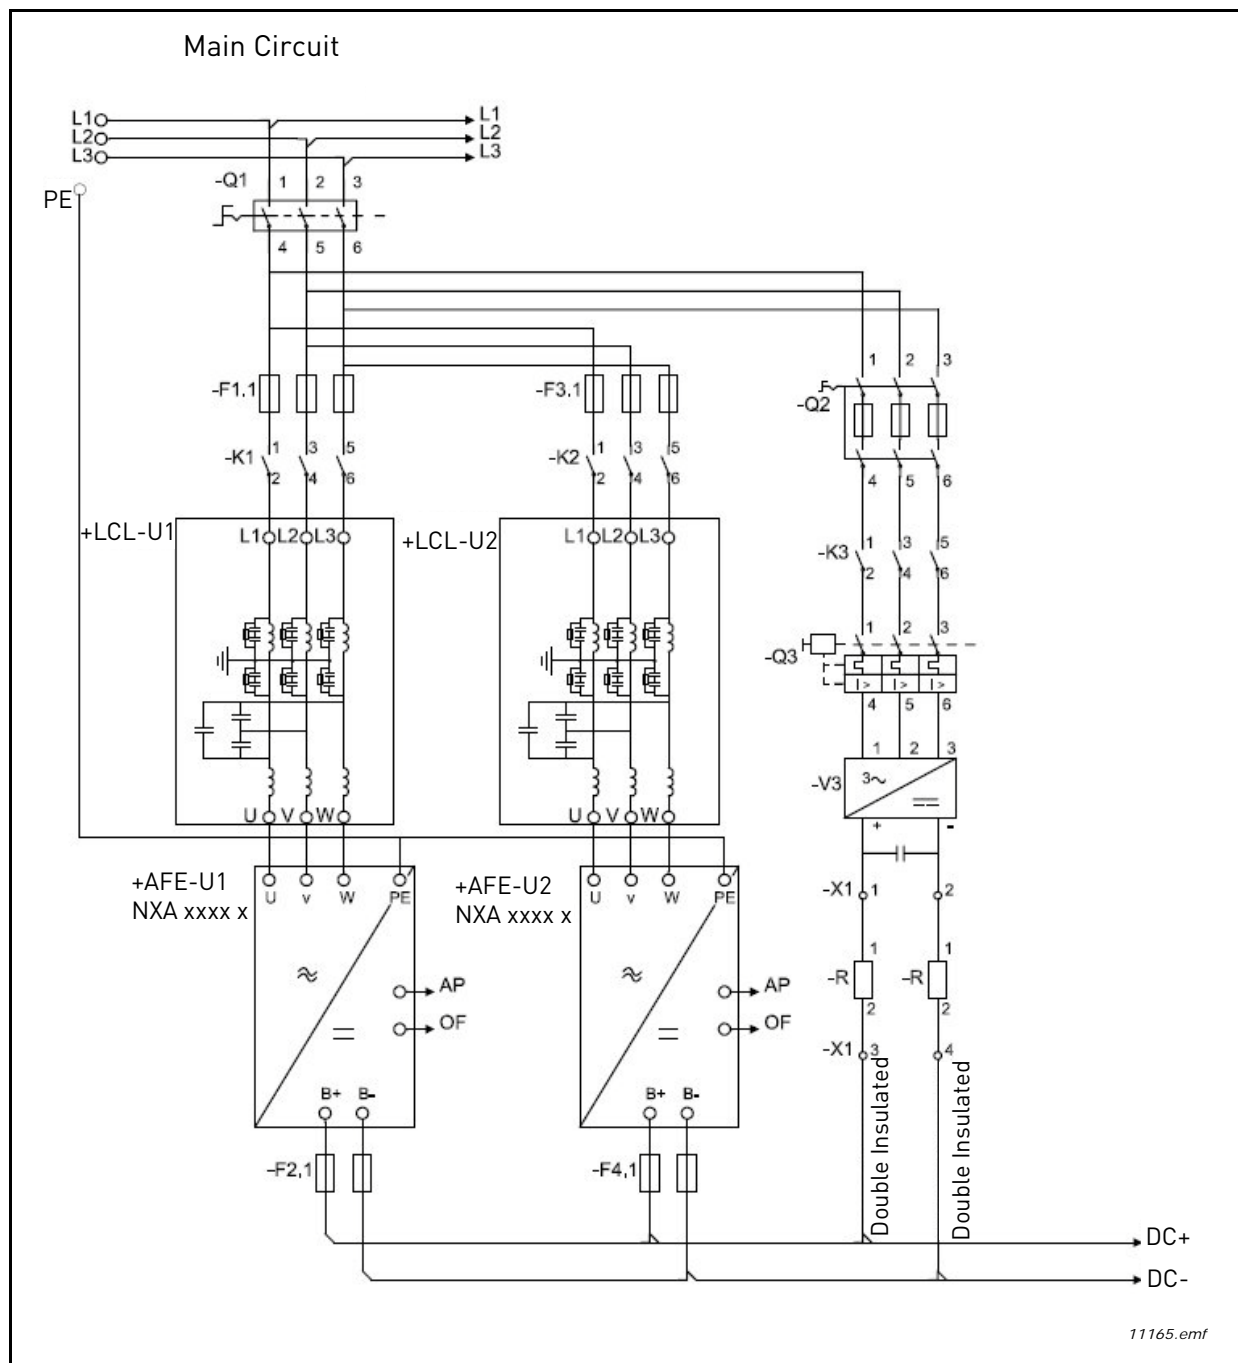 Main Circuit
L1 L1
L2 L2
L3 L3
PE
-Q1 1 2 3
4 5 6
1 2 3
-F1.1 -F3.1
-Q2
1 3 5 1 3 5
-K1 -K2
2 4 6 2 4 6
4 5 6
+LCL-U1 L1 L2 L3
+LCL-U2 L1 L2 L3
1 3 5
-K3
2 4 6
1 2 3
-Q3
I> I> I>
4 5 6
1 2 3
-V3 3~
U V W U V W
+ -
+AFE-U1
NXA xxxx x
U v W PE
+AFE-U2
NXA xxxx x
U v W PE
-X1 1 2
1 1
-R -R
2 2
AP AP
OF OF
-X1 3 4
B+ B- B+ B-
Double Insulated
Double Insulated
-F2,1 -F4,1
DC+
DC-
11165.emf